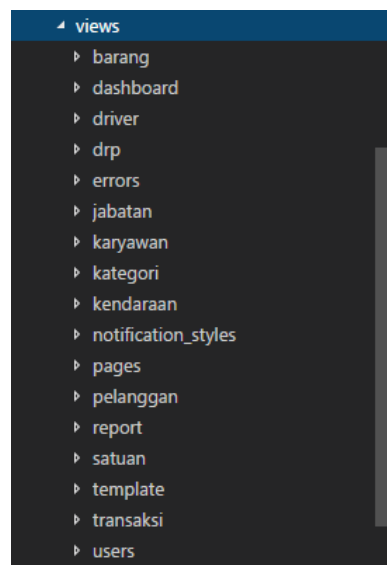 views
barang
dashboard
driver
drp
errors
jabatan
karyawan
kategori
kendaraan
notification_styles
pages
pelanggan
report
satuan
template
transaksi
users